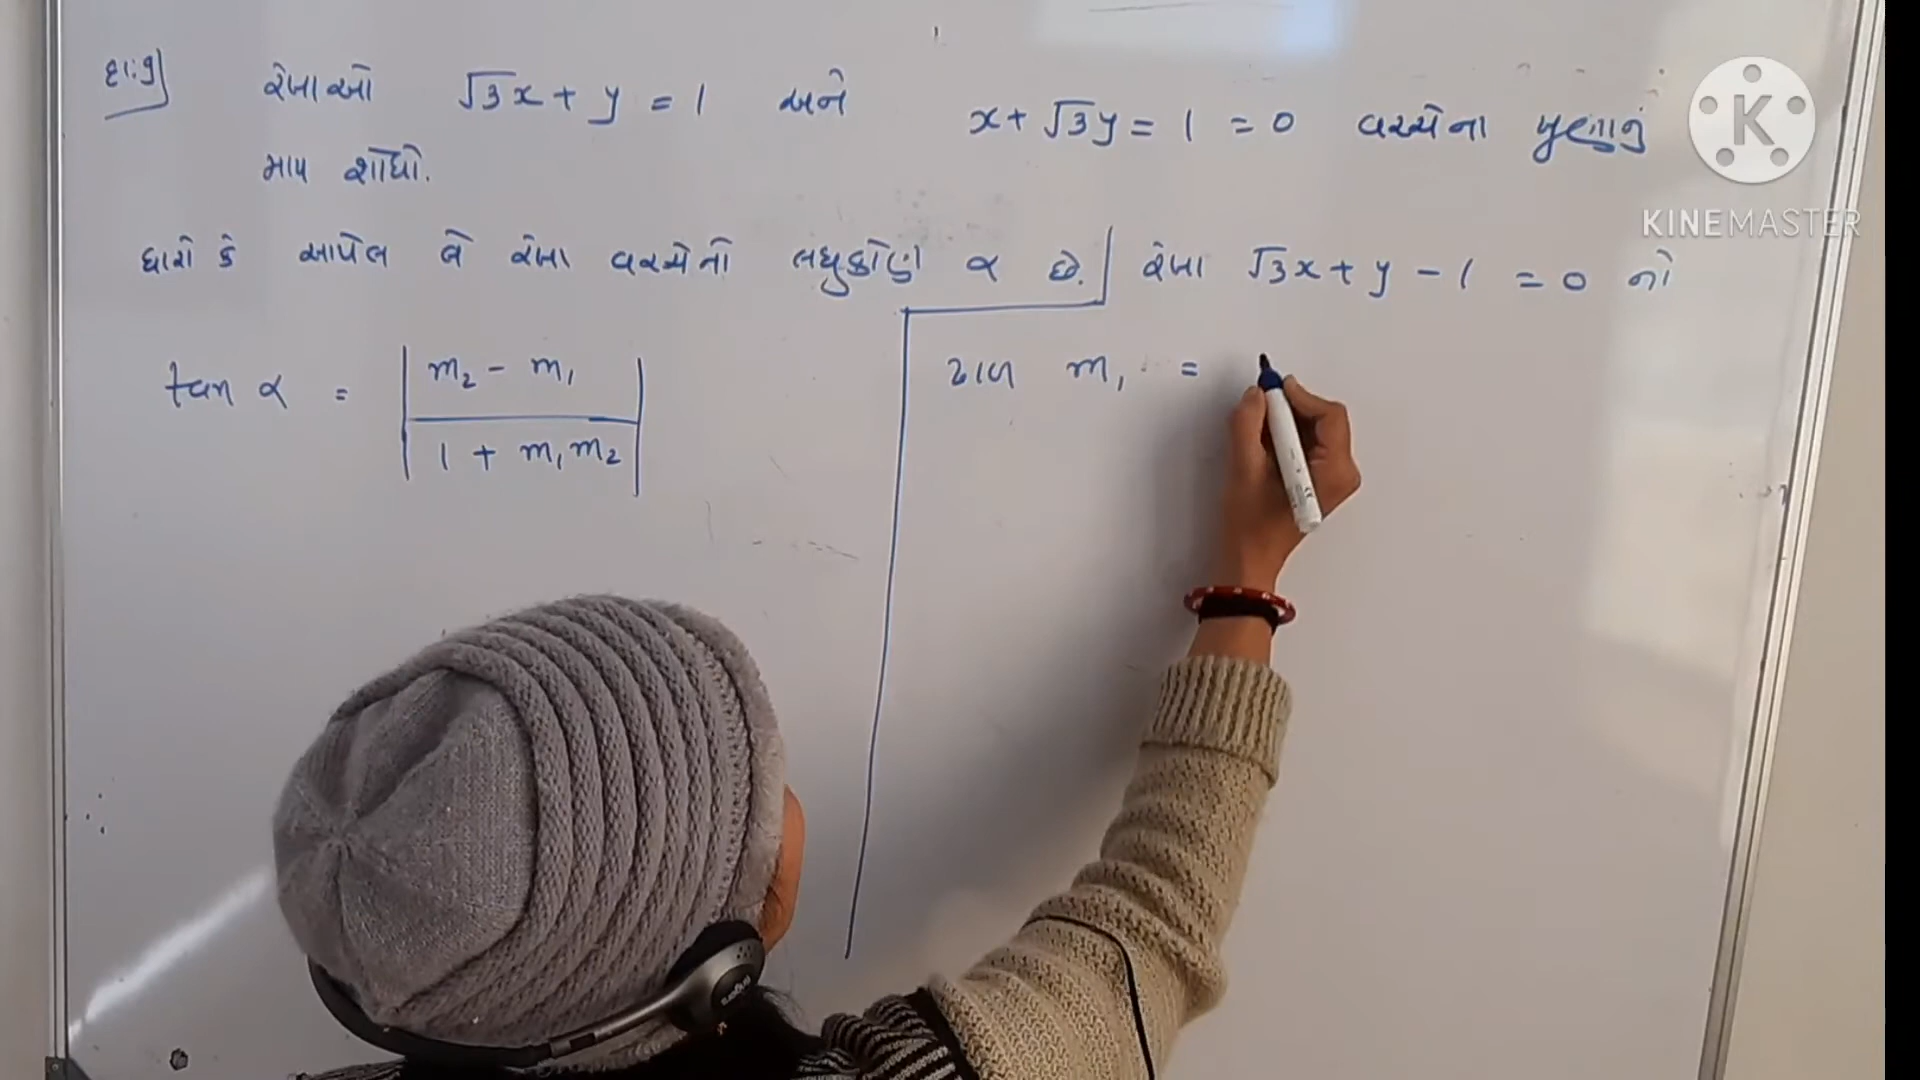 દા.9
રેખાઓ √3x + y = 1 અને x + √3y = 1 = 0 વચ્ચેના ખૂણાનું
માપ શોધો.
ધારો કે આપેલ બે રેખા વચ્ચેનો લઘુકોણ α છે.
tan α = | m₂ - m₁ / 1 + m₁m₂ |
રેખા √3x + y - 1 = 0 નો
ઢાળ m₁ =
K
KINEMASTER